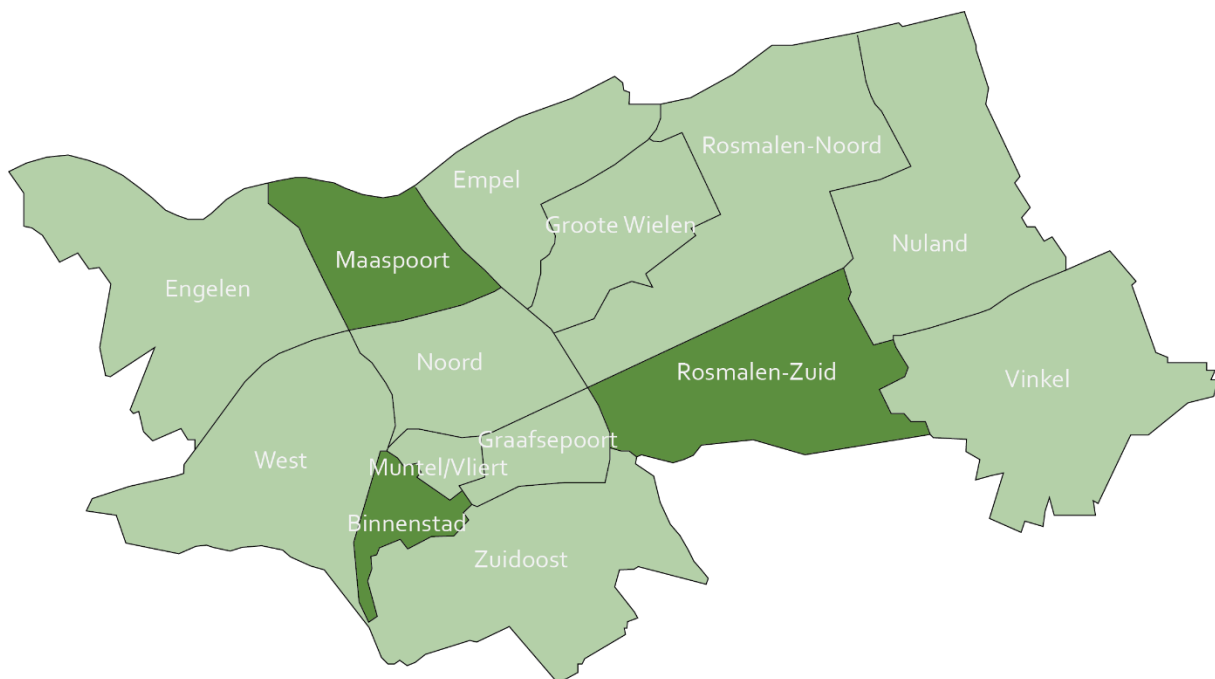 Rosmalen-Noord
Empel
Groote Wielen
Nuland
Maaspoort
Engelen
Noord
Rosmalen-Zuid
Vinkel
Graafsepoort
West
Muntel/Vliert
Binnenstad
Zuidoost